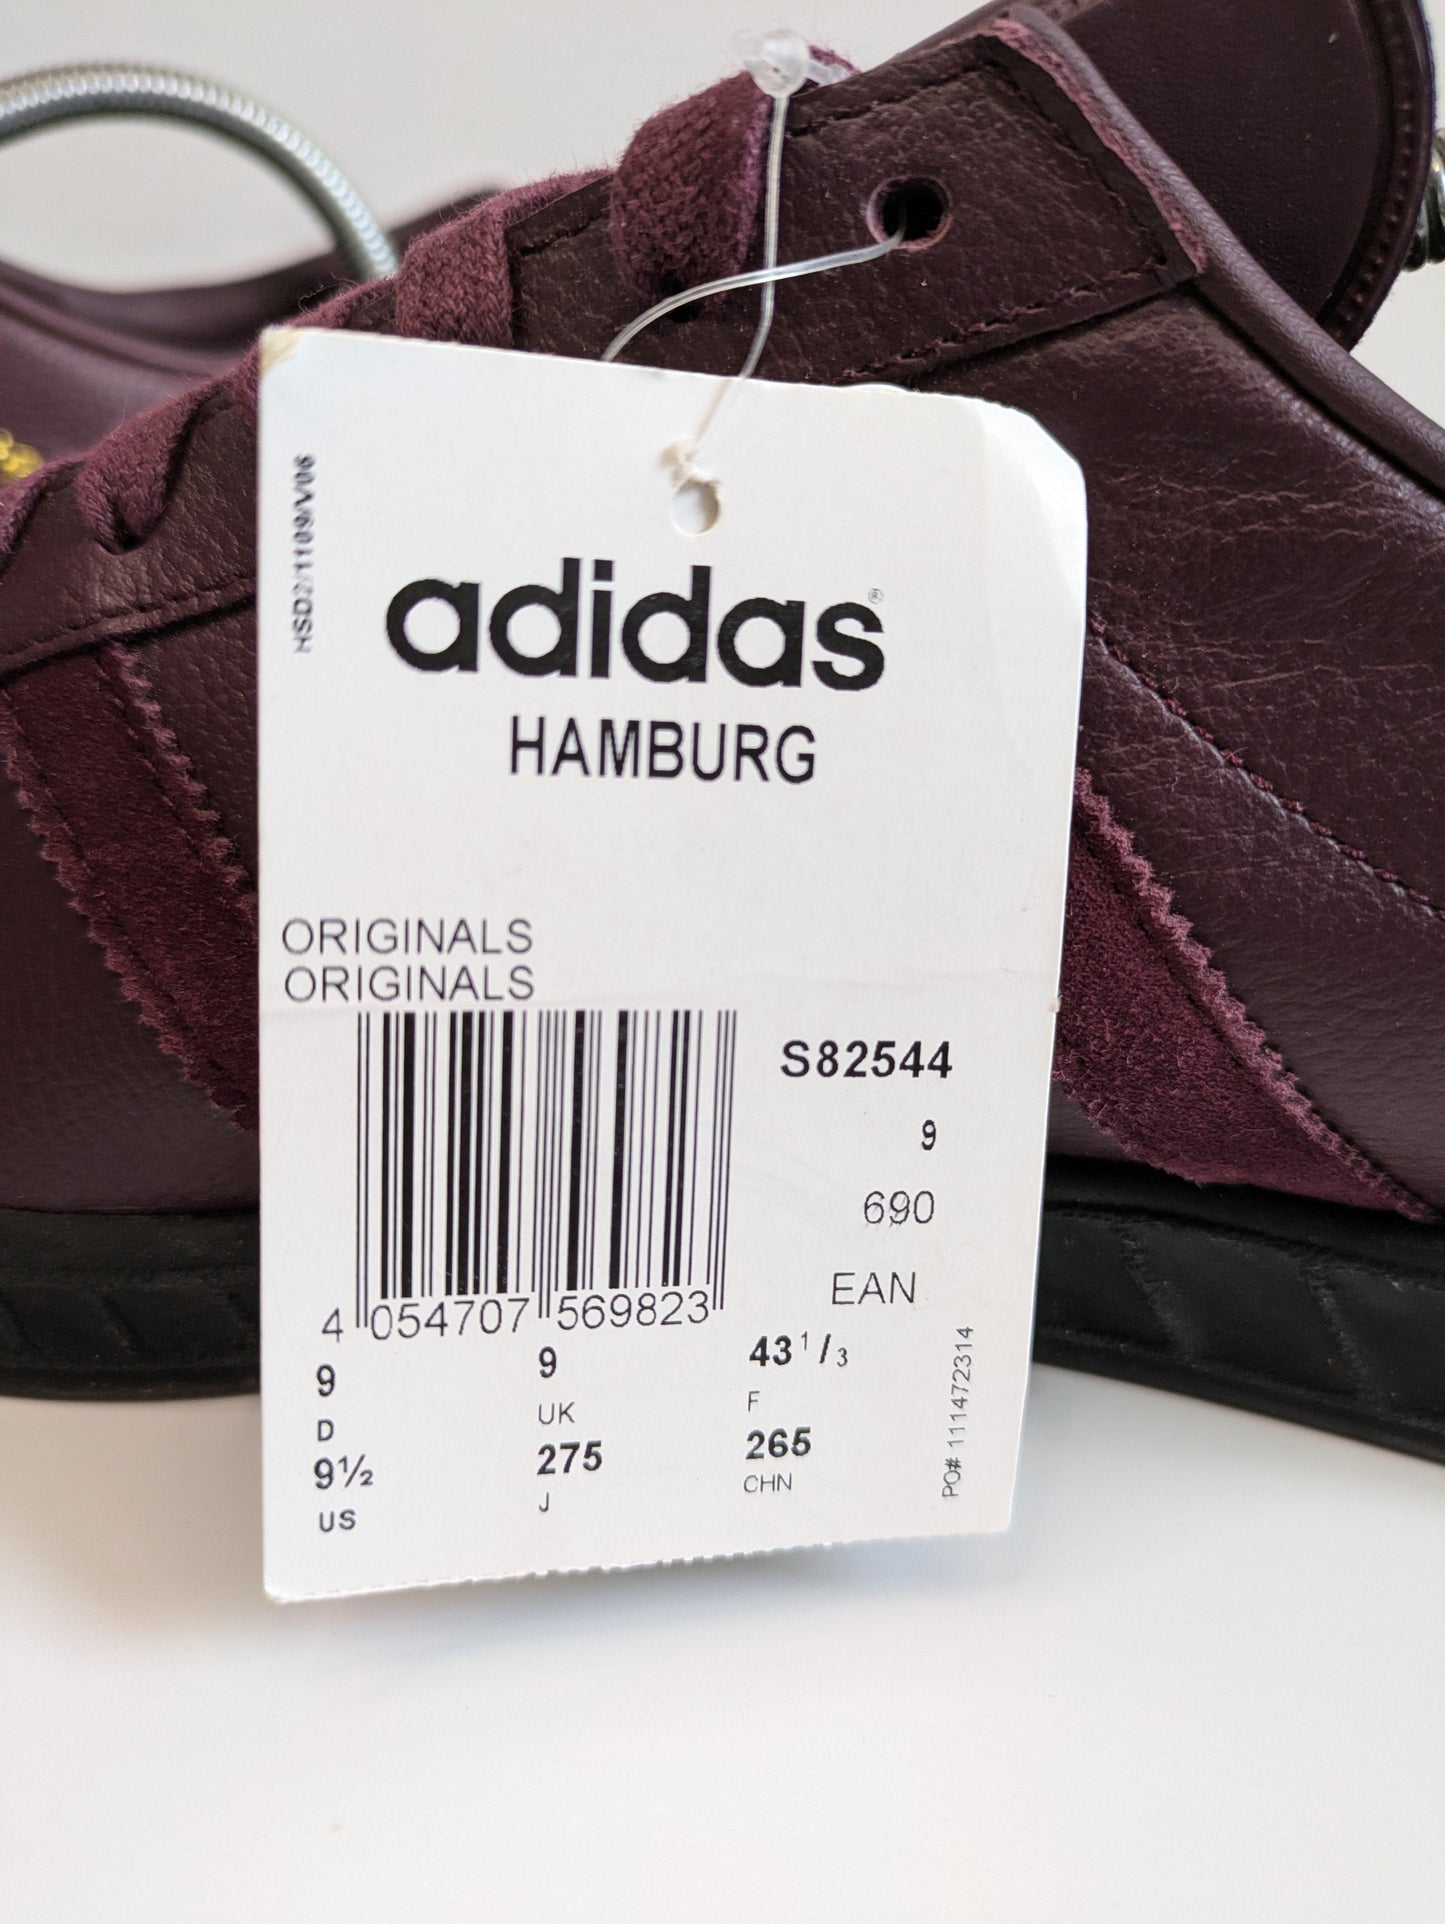 HSD2/1109/V06
adidas®
HAMBURG
ORIGINALS
ORIGINALS
S82544
9
690
EAN
4 054707 569823
9 9 43 1/3
D UK F
9½ 275 265
US J CHN
PO# 111472314